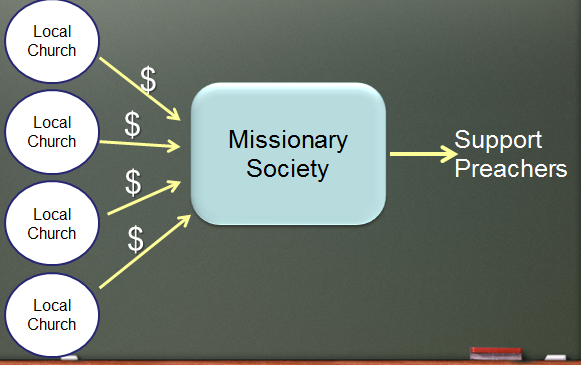 Local
Church
$
Local
Church
$
Missionary
Society
Support
Preachers
Local
Church
$
Local
Church
$